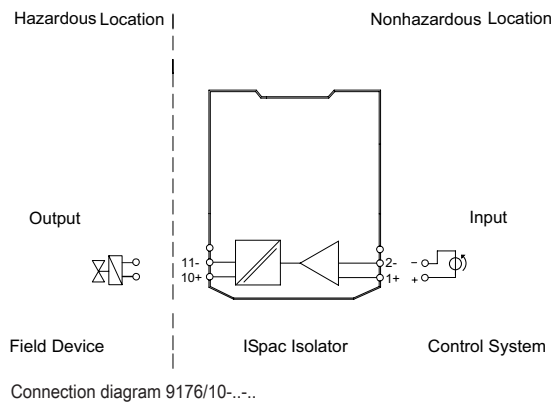 Hazardous Location
Nonhazardous Location
Output
Input
11-
10+
2-
1+
−
+
Field Device
ISpac Isolator
Control System
Connection diagram 9176/10-..-..